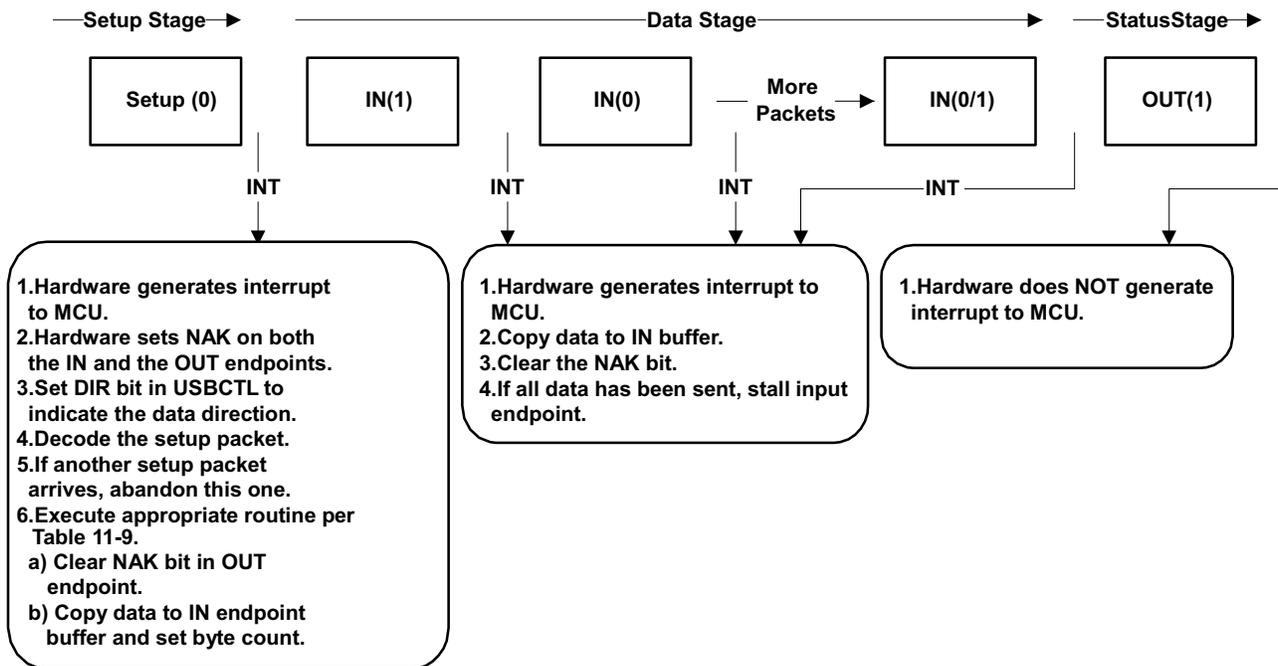 Setup Stage
Data Stage
StatusStage
Setup (0)
IN(1)
IN(0)
More
Packets
IN(0/1)
OUT(1)
INT
INT
INT
INT
1.Hardware generates interrupt
to MCU.
2.Hardware sets NAK on both
the IN and the OUT endpoints.
3.Set DIR bit in USBCTL to
indicate the data direction.
4.Decode the setup packet.
5.If another setup packet
arrives, abandon this one.
6.Execute appropriate routine per
Table 11-9.
a) Clear NAK bit in OUT
endpoint.
b) Copy data to IN endpoint
buffer and set byte count.
1.Hardware generates interrupt to
MCU.
2.Copy data to IN buffer.
3.Clear the NAK bit.
4.If all data has been sent, stall input
endpoint.
1.Hardware does NOT generate
interrupt to MCU.